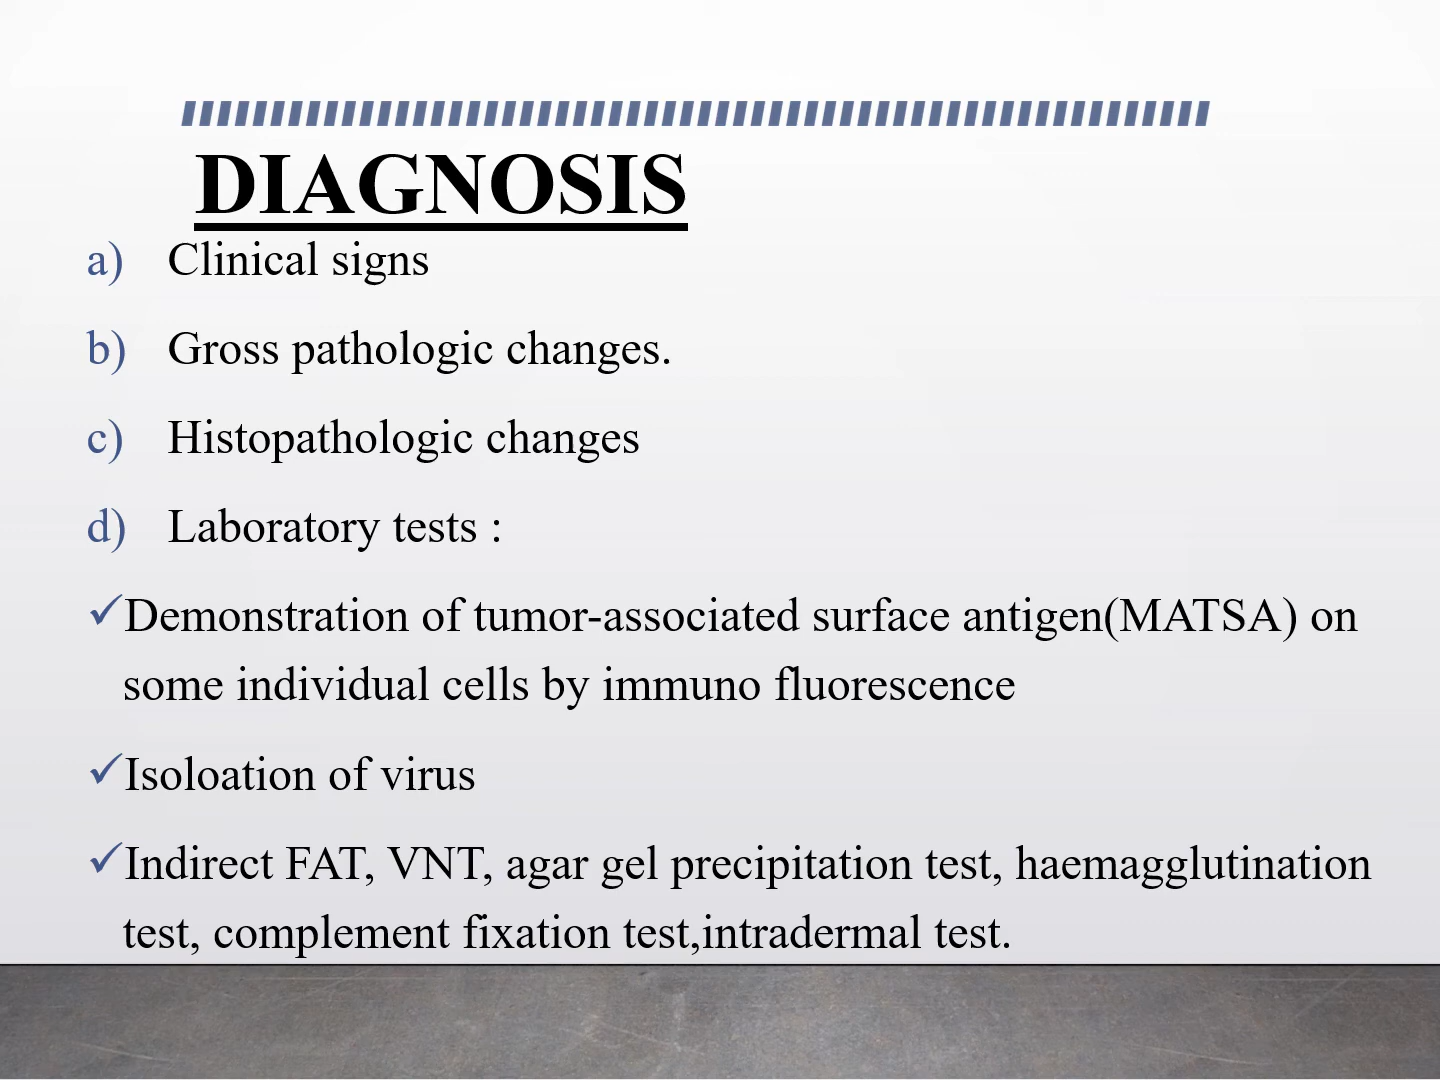 DIAGNOSIS
a) Clinical signs
b) Gross pathologic changes.
c) Histopathologic changes
d) Laboratory tests :
✓Demonstration of tumor-associated surface antigen(MATSA) on
some individual cells by immuno fluorescence
✓Isoloation of virus
✓Indirect FAT, VNT, agar gel precipitation test, haemagglutination
test, complement fixation test,intradermal test.